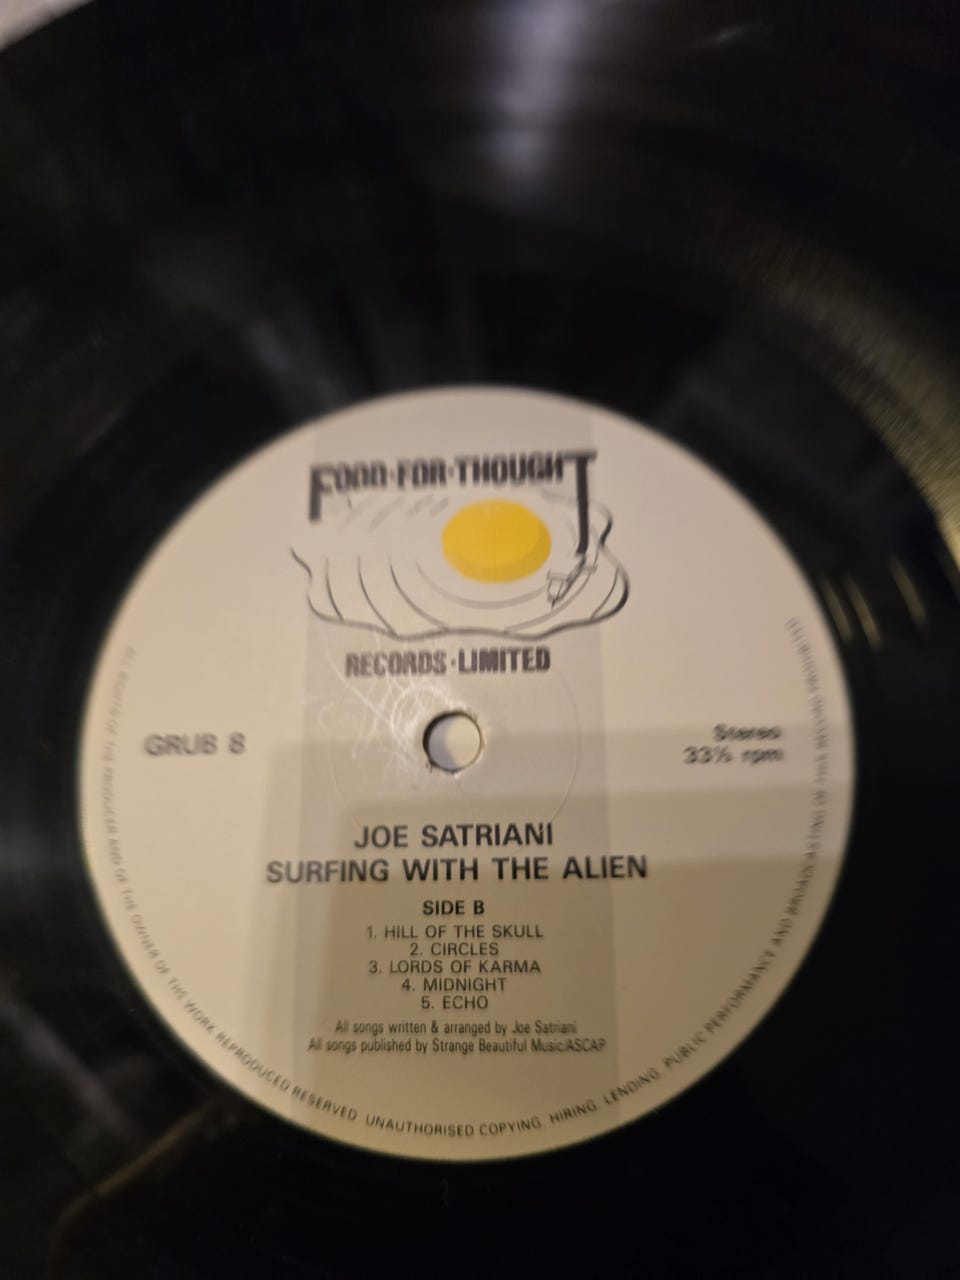 FOOD·FOR·THOUGHT
RECORDS·LIMITED
GRUB 8
Stereo
33⅓ rpm
JOE SATRIANI
SURFING WITH THE ALIEN
SIDE B
1. HILL OF THE SKULL
2. CIRCLES
3. LORDS OF KARMA
4. MIDNIGHT
5. ECHO
All songs written & arranged by Joe Satriani
All songs published by Strange Beautiful Music/ASCAP
ALL RIGHTS OF THE PRODUCER AND OF THE OWNER OF THE WORK REPRODUCED RESERVED. UNAUTHORISED COPYING. HIRING. LENDING. PUBLIC PERFORMANCE AND BROADCASTING OF THIS RECORD PROHIBITED